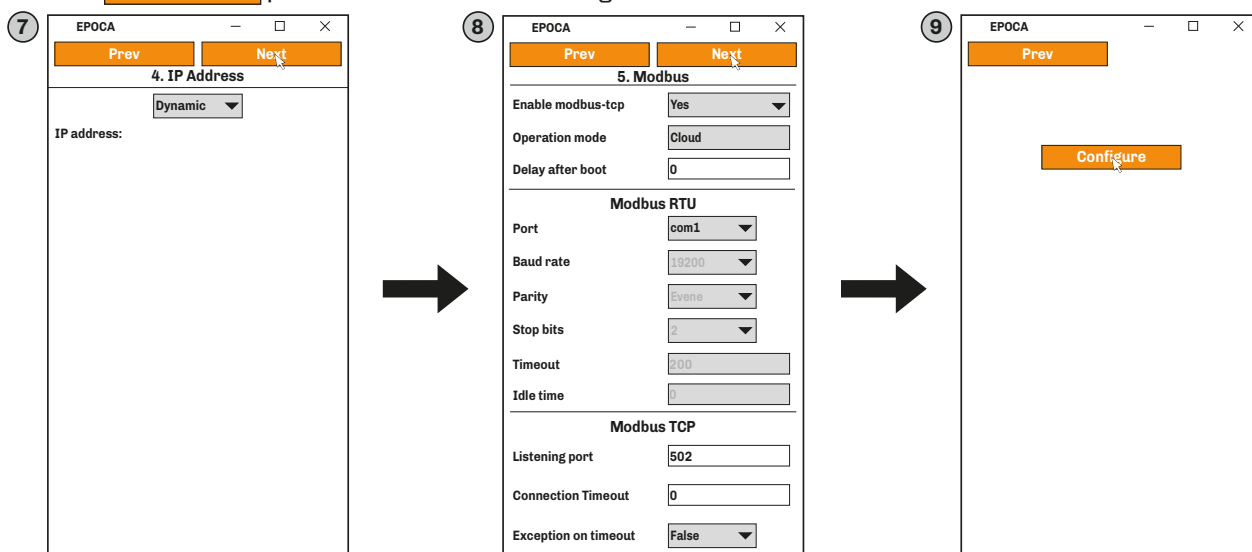 7
EPOCA
Prev
Next
4. IP Address
Dynamic
IP address:
8
EPOCA
Prev
Next
5. Modbus
Enable modbus-tcp Yes
Operation mode Cloud
Delay after boot 0
Modbus RTU
Port com1
Baud rate 19200
Parity Evene
Stop bits 2
Timeout 200
Idle time 0
Modbus TCP
Listening port 502
Connection Timeout 0
Exception on timeout False
9
EPOCA
Prev
Configure